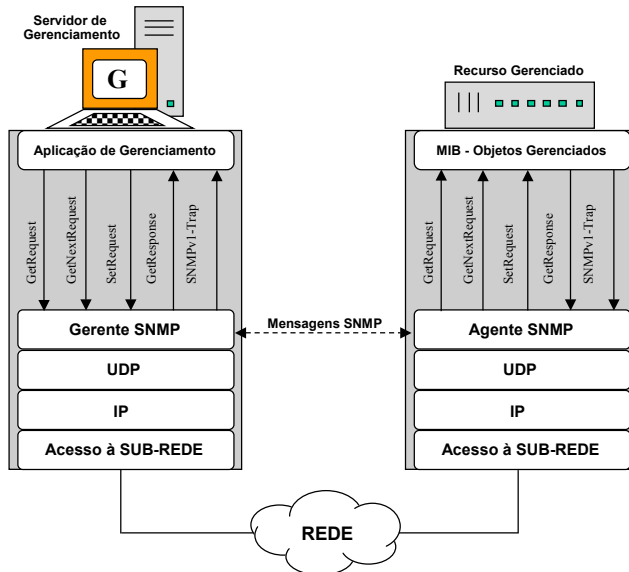 Servidor de
Gerenciamento
G
Recurso Gerenciado
Aplicação de Gerenciamento
MIB - Objetos Gerenciados
GetRequest
GetNextRequest
SetRequest
GetResponse
SNMPv1-Trap
GetRequest
GetNextRequest
SetRequest
GetResponse
SNMPv1-Trap
Gerente SNMP
Mensagens SNMP
Agente SNMP
UDP
UDP
IP
IP
Acesso à SUB-REDE
Acesso à SUB-REDE
REDE